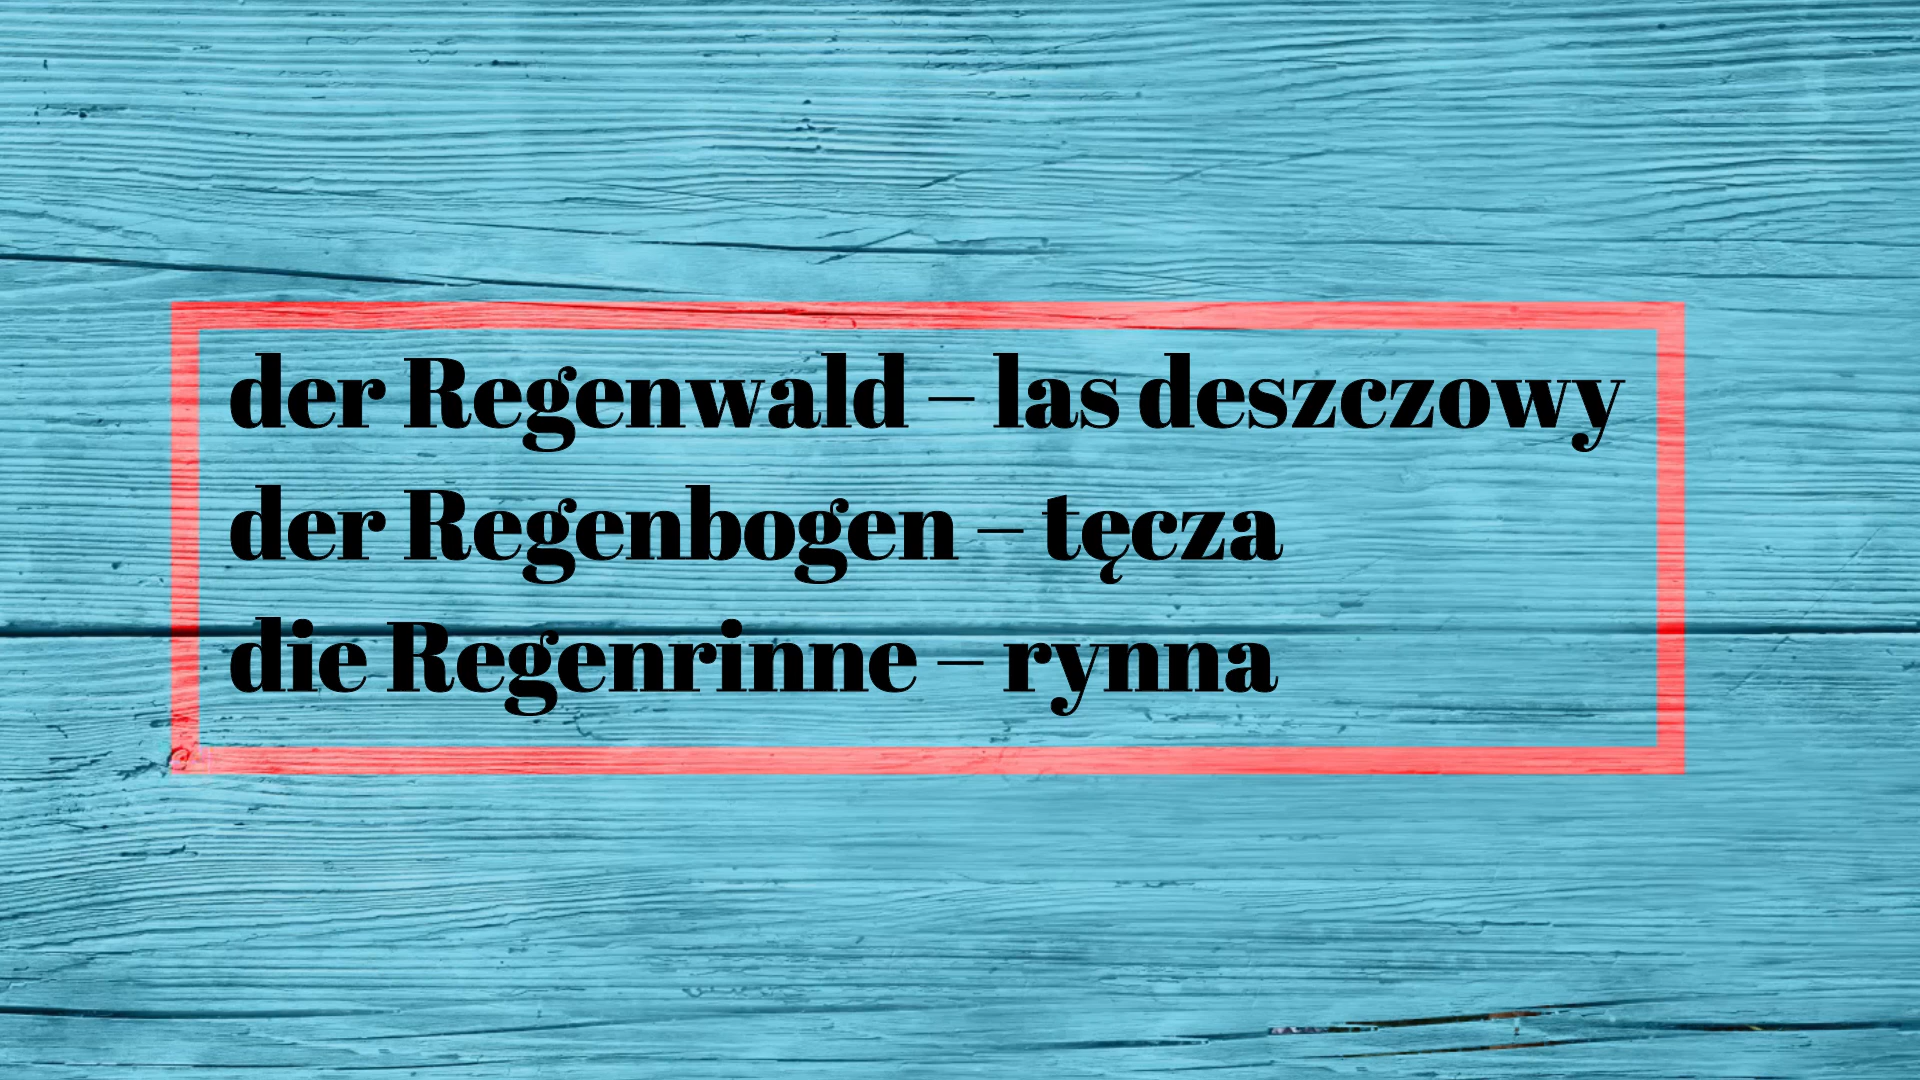 der Regenwald – las deszczowy
der Regenbogen – tęcza
die Regenrinne – rynna